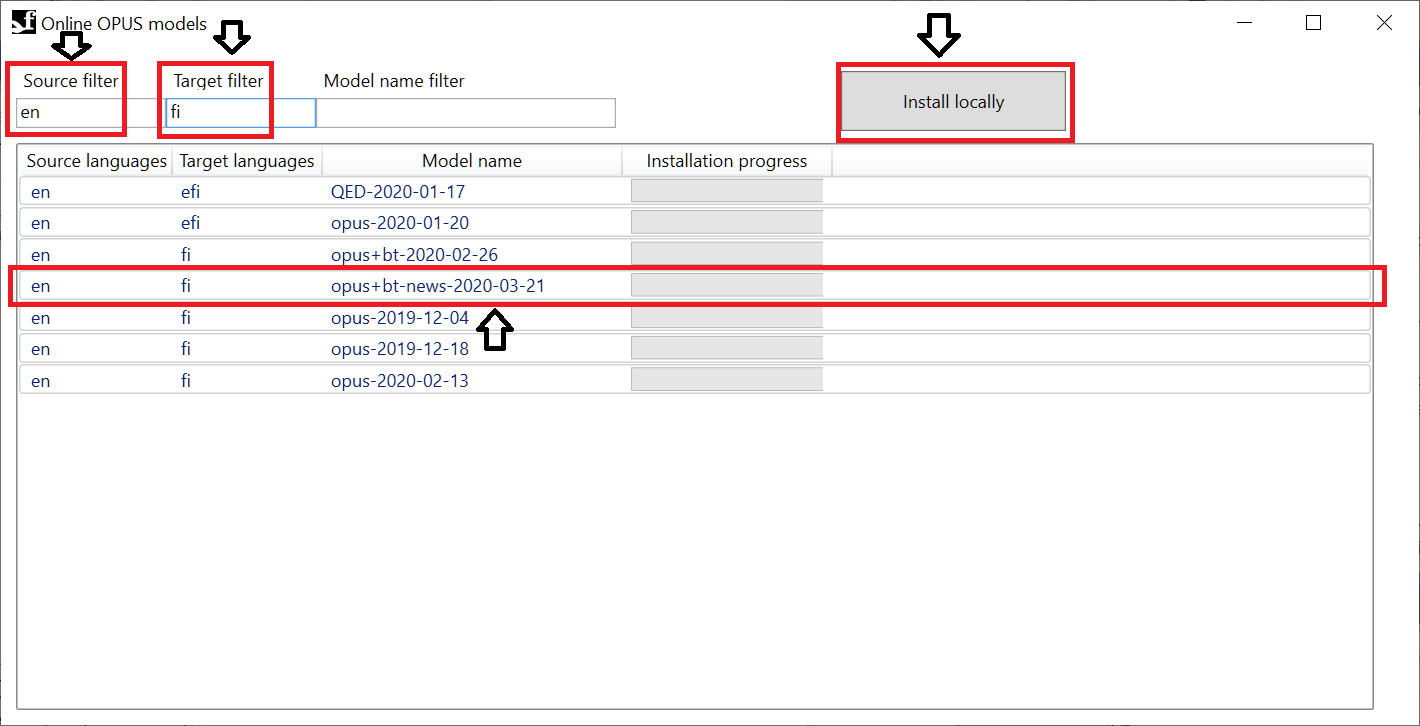 Online OPUS models
Source filter Target filter Model name filter
en fi
Install locally
Source languages Target languages Model name Installation progress
en efi QED-2020-01-17
en efi opus-2020-01-20
en fi opus+bt-2020-02-26
en fi opus+bt-news-2020-03-21
en fi opus-2019-12-04
en fi opus-2019-12-18
en fi opus-2020-02-13